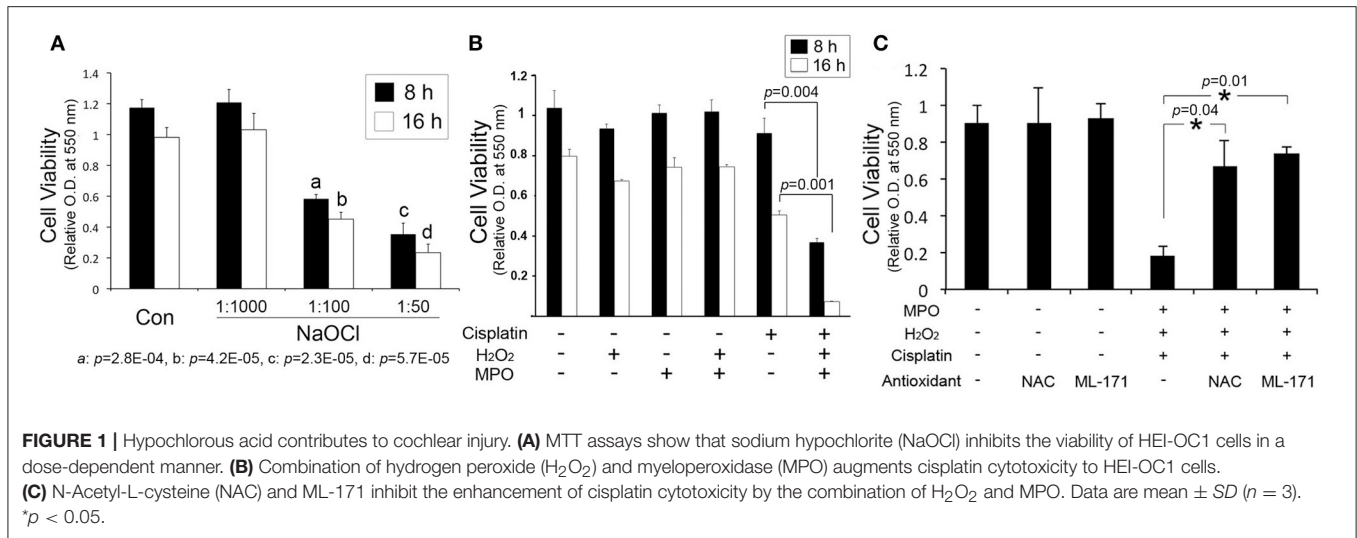 A
Cell Viability
(Relative O.D. at 550 nm)
1.4
1.2
1
0.8
0.6
0.4
0.2
0
8 h
16 h
a
b
c
d
Con
1:1000 1:100 1:50
NaOCl
a: p=2.8E-04, b: p=4.2E-05, c: p=2.3E-05, d: p=5.7E-05
B
8 h
16 h
Cell Viability
(Relative O.D. at 550 nm)
1.2
1
0.8
0.6
0.4
0.2
p=0.004
p=0.001
Cisplatin - - - - + +
H2O2 - + - + - +
MPO - - + + - +
C
Cell Viability
(Relative O.D. at 550 nm)
1.2
1
0.8
0.6
0.4
0.2
0
p=0.01
*
p=0.04
*
MPO - - - + + +
H2O2 - - - + + +
Cisplatin - - - + + +
Antioxidant - NAC ML-171 - NAC ML-171
FIGURE 1 | Hypochlorous acid contributes to cochlear injury. (A) MTT assays show that sodium hypochlorite (NaOCl) inhibits the viability of HEI-OC1 cells in a
dose-dependent manner. (B) Combination of hydrogen peroxide (H2O2) and myeloperoxidase (MPO) augments cisplatin cytotoxicity to HEI-OC1 cells.
(C) N-Acetyl-L-cysteine (NAC) and ML-171 inhibit the enhancement of cisplatin cytotoxicity by the combination of H2O2 and MPO. Data are mean ± SD (n = 3).
*p < 0.05.